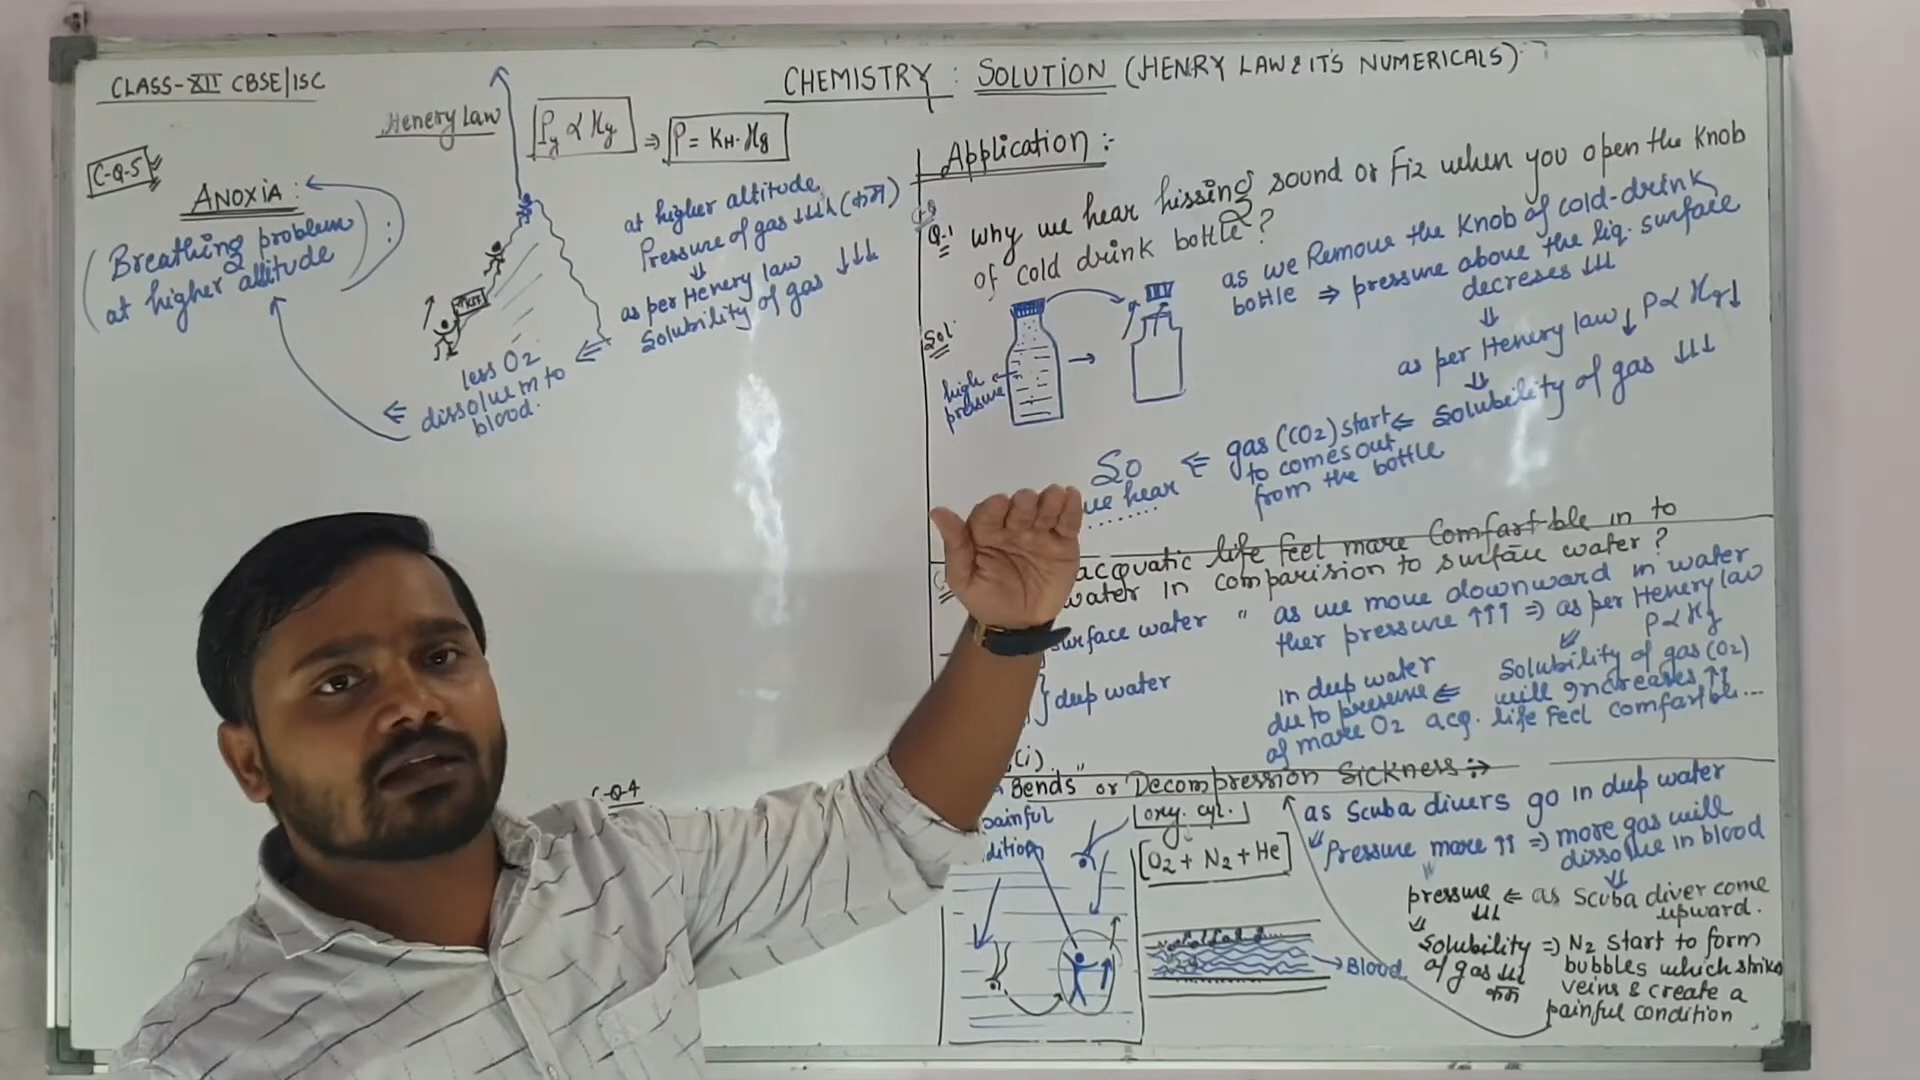 CLASS-XII CBSE/ISC
CHEMISTRY : SOLUTION (HENRY LAW & IT'S NUMERICALS)
Henery Law
Pg ∝ Xg ⇒ P = KH·Xg
C-Q-5
ANOXIA :
(Breathing problem
at higher altitude) :
at higher altitude
Pressure of gas ↓↓↓ (कम)
⇓
as per Henery law
Solubility of gas ↓↓↓
⇐
less O2
dissolve in to
blood.
⇐
KIT
Application :-
Q.1 Why we hear hissing sound or Fiz when you open the Knob
of cold drink bottle?
Sol.
high
pressure
as we Remove the Knob of cold-drink
bottle ⇒ pressure above the liq. surface
decreses ↓↓↓
⇓
as per Henery law ↓ P ∝ Xg ↓
⇓
⇐ Solubility of gas ↓↓↓
gas (CO2) start
to comes out
from the bottle
⇐
So
we hear
........
acquatic life feel more Comfartble in to
water in comparision to surface water ?
surface water " as we move downward in water
ther pressure ↑↑↑ ⇒ as per Henery law
P ∝ Xg
Solubility of gas (O2)
will increases ↑↑
deep water
in deep water
due to presense ⇐
of more O2 acq. life feel comfartble...
(i). "
Bends or Decompression Sickness :→
painful
dition
C-Q-4
oxy. cyl.
[O2 + N2 + He]
→ Blood
as Scuba divers go in deep water
Pressure more ↑↑ ⇒ more gas will
dissolve in blood
⇓
pressure ⇐ as Scuba diver come
↓↓↓ upward.
Solubility ⇒ N2 start to form
of gas ↓↓↓ bubbles which
कम veins & create a
painful condition